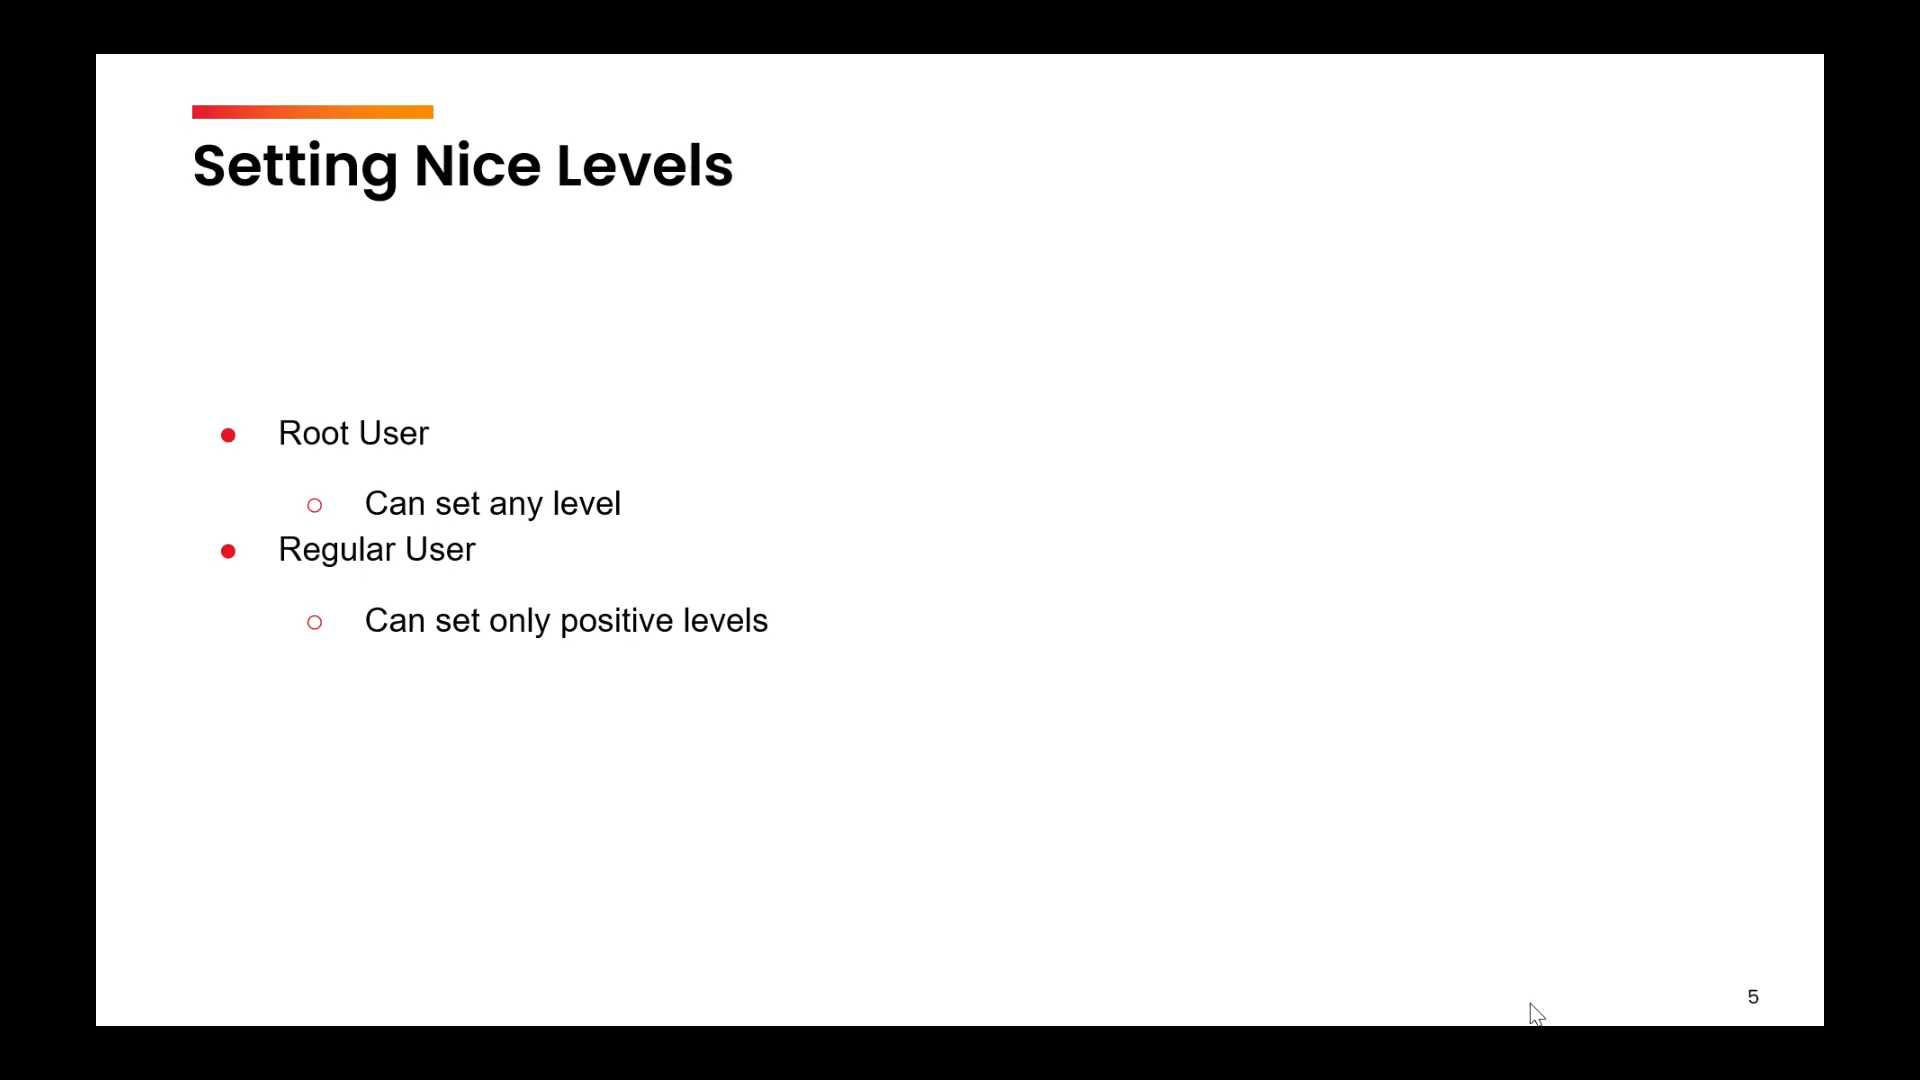 Setting Nice Levels
Root User
Can set any level
Regular User
Can set only positive levels
5